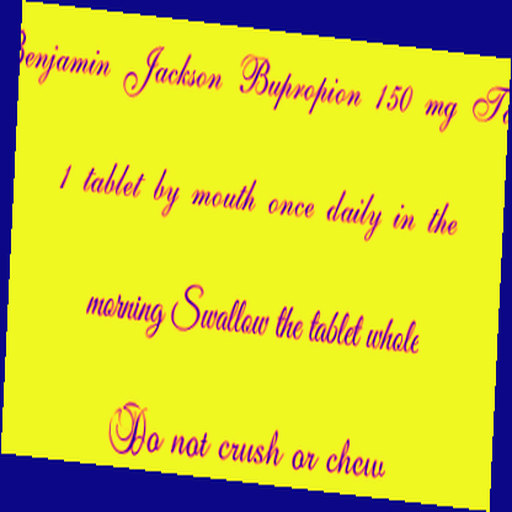 Benjamin Jackson Bupropion 150 mg
1 tablet by mouth once daily in the
morning Swallow the tablet whole
Do not crush or chew